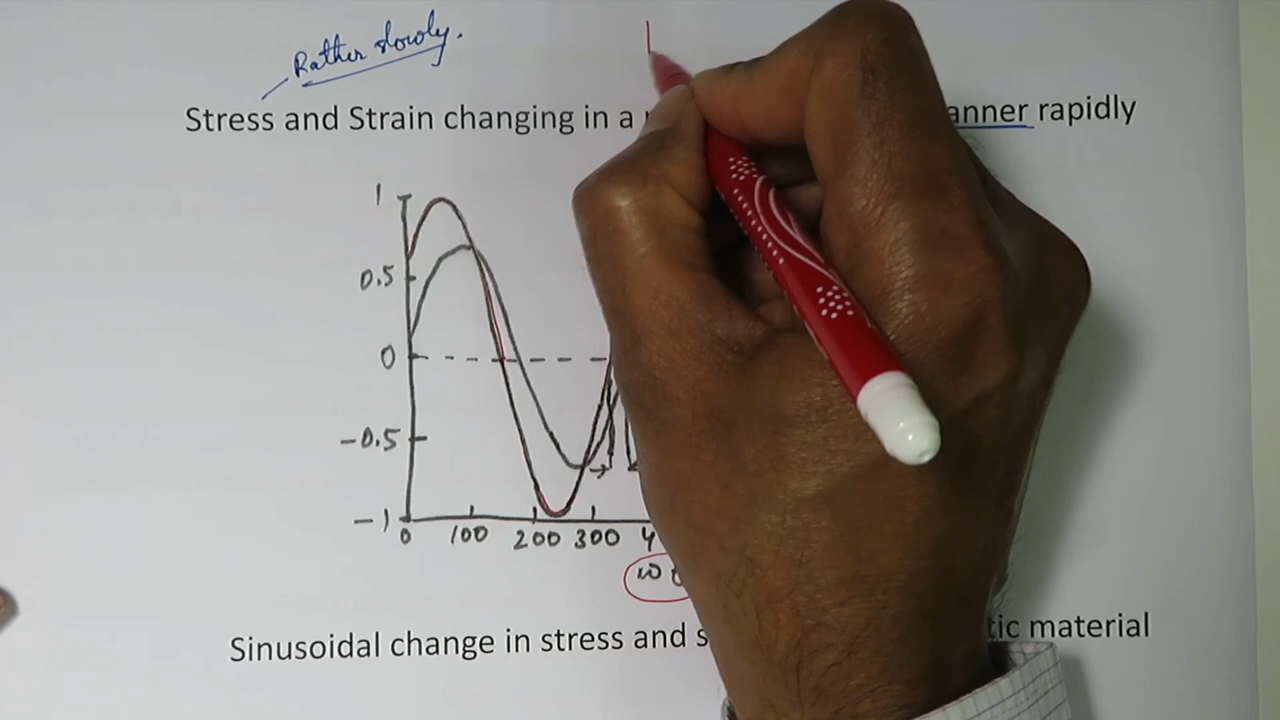 Rather slowly.
Stress and Strain changing in a anner rapidly
1
0.5
0
-0.5
-1
0 100 200 300 4
ω t
Sinusoidal change in stress and s tic material